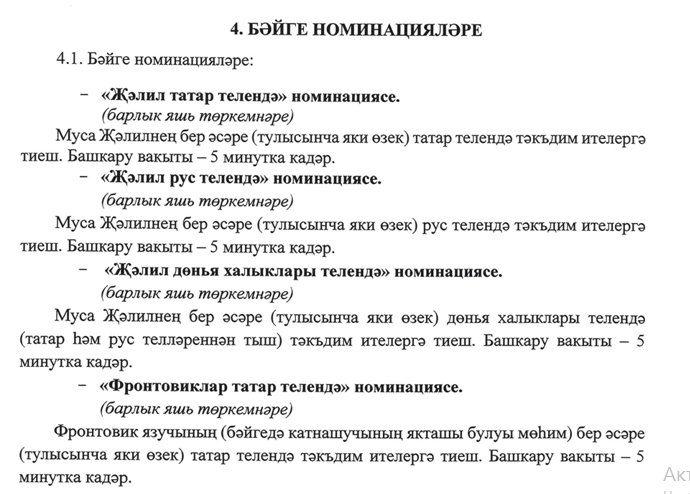 4. БӘЙГЕ НОМИНАЦИЯЛӘРЕ
4.1. Бәйге номинацияләре:
− «Җәлил татар телендә» номинациясе.
(барлык яшь төркемнәре)
Муса Җәлилнең бер әсәре (тулысынча яки өзек) татар телендә тәкъдим ителергә
тиеш. Башкару вакыты – 5 минутка кадәр.
− «Җәлил рус телендә» номинациясе.
(барлык яшь төркемнәре)
Муса Җәлилнең бер әсәре (тулысынча яки өзек) рус телендә тәкъдим ителергә
тиеш. Башкару вакыты – 5 минутка кадәр.
− «Җәлил дөнья халыклары телендә» номинациясе.
(барлык яшь төркемнәре)
Муса Җәлилнең бер әсәре (тулысынча яки өзек) дөнья халыклары телендә
(татар һәм рус телләреннән тыш) тәкъдим ителергә тиеш. Башкару вакыты – 5
минутка кадәр.
− «Фронтовиклар татар телендә» номинациясе.
(барлык яшь төркемнәре)
Фронтовик язучының (бәйгедә катнашучының якташы булуы мөһим) бер әсәре
(тулысынча яки өзек) татар телендә тәкъдим ителергә тиеш. Башкару вакыты – 5
минутка кадәр.